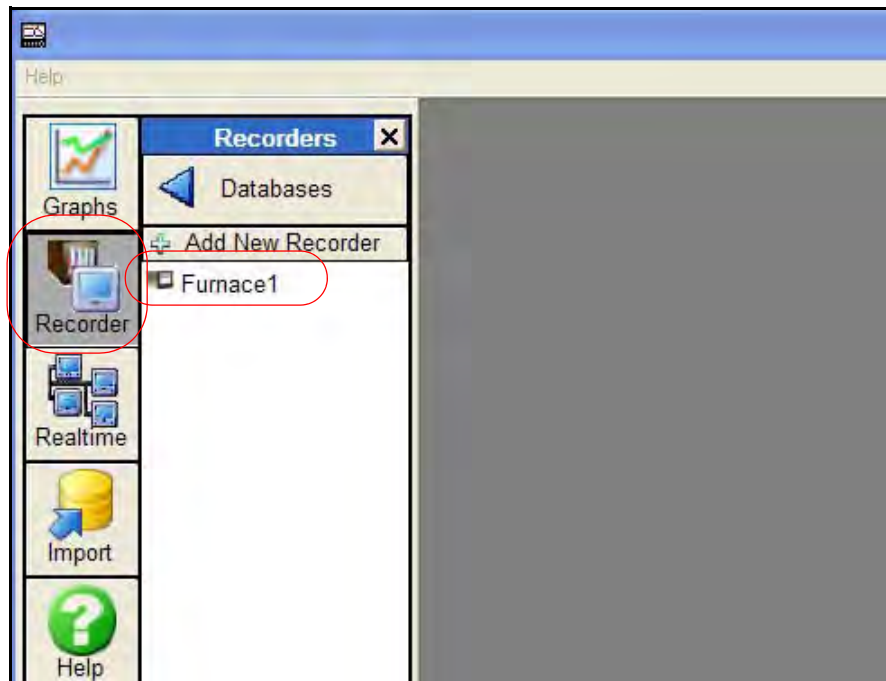 Help
Graphs
Recorder
Realtime
Import
Help
Recorders
Databases
Add New Recorder
Furnace1